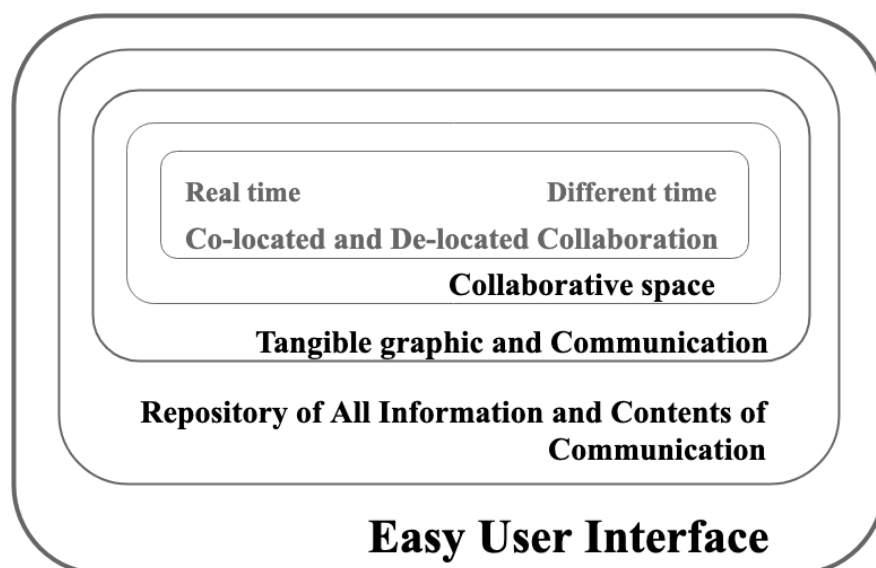 Real time Different time
Co-located and De-located Collaboration
Collaborative space
Tangible graphic and Communication
Repository of All Information and Contents of
Communication
Easy User Interface